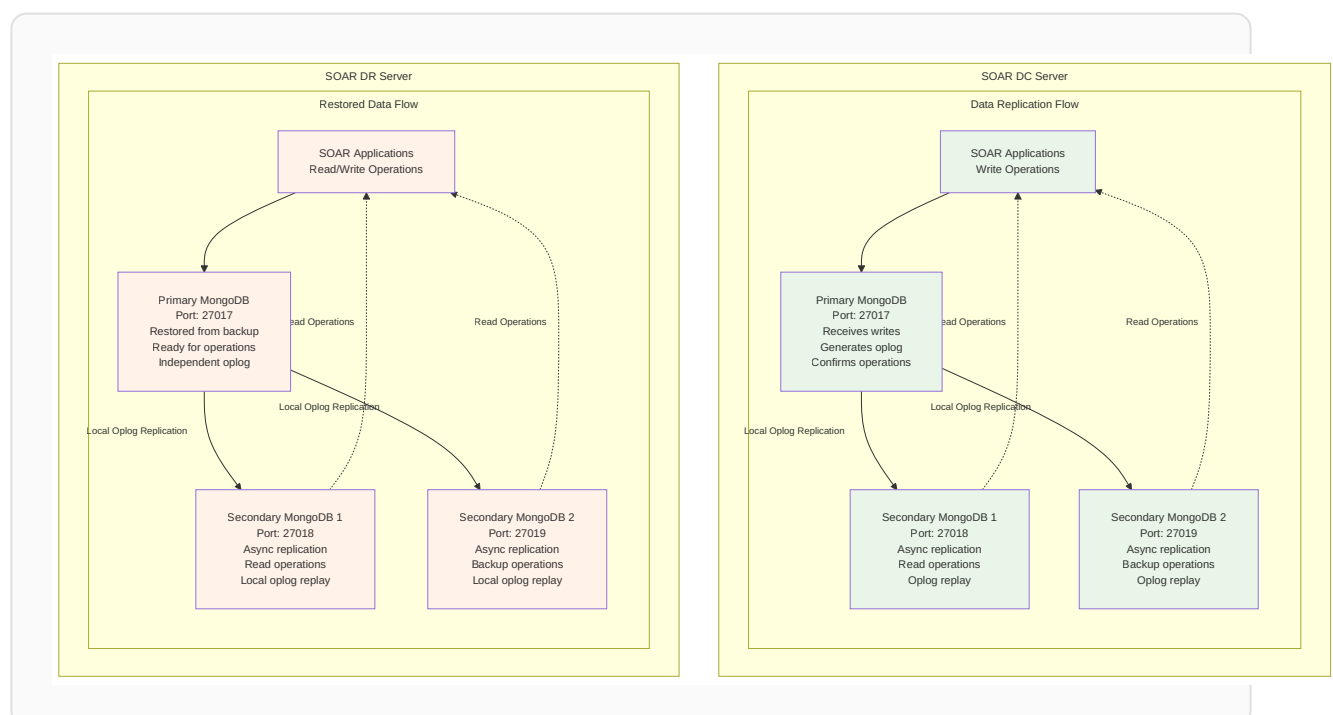 SOAR DR Server
Restored Data Flow
SOAR Applications
Read/Write Operations
Primary MongoDB
Port: 27017
Restored from backup
Ready for operations
Independent oplog
ead Operations
Read Operations
Local Oplog Replication
Local Oplog Replication
Secondary MongoDB 1
Port: 27018
Async replication
Read operations
Local oplog replay
Secondary MongoDB 2
Port: 27019
Async replication
Backup operations
Local oplog replay
SOAR DC Server
Data Replication Flow
SOAR Applications
Write Operations
Primary MongoDB
Port: 27017
Receives writes
Generates oplog
Confirms operations
ead Operations
Read Operations
Local Oplog Replication
Local Oplog Replication
Secondary MongoDB 1
Port: 27018
Async replication
Read operations
Oplog replay
Secondary MongoDB 2
Port: 27019
Async replication
Backup operations
Oplog replay